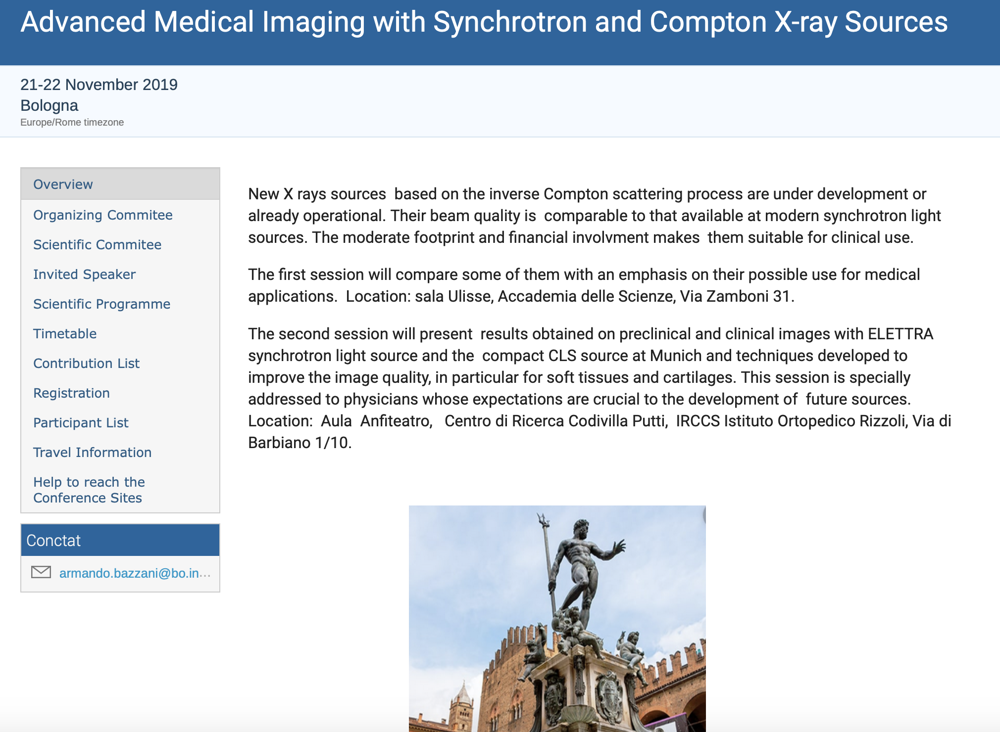 Advanced Medical Imaging with Synchrotron and Compton X-ray Sources
21-22 November 2019
Bologna
Europe/Rome timezone
Overview
Organizing Commitee
Scientific Commitee
Invited Speaker
Scientific Programme
Timetable
Contribution List
Registration
Participant List
Travel Information
Help to reach the
Conference Sites
Conctat
armando.bazzani@bo.in...
New X rays sources  based on the inverse Compton scattering process are under development or
already operational. Their beam quality is  comparable to that available at modern synchrotron light
sources. The moderate footprint and financial involvment makes  them suitable for clinical use.
The first session will compare some of them with an emphasis on their possible use for medical
applications.  Location: sala Ulisse, Accademia delle Scienze, Via Zamboni 31.
The second session will present  results obtained on preclinical and clinical images with ELETTRA
synchrotron light source and the  compact CLS source at Munich and techniques developed to
improve the image quality, in particular for soft tissues and cartilages. This session is specially
addressed to physicians whose expectations are crucial to the development of  future sources.
Location:  Aula  Anfiteatro,   Centro di Ricerca Codivilla Putti,  IRCCS Istituto Ortopedico Rizzoli, Via di
Barbiano 1/10.